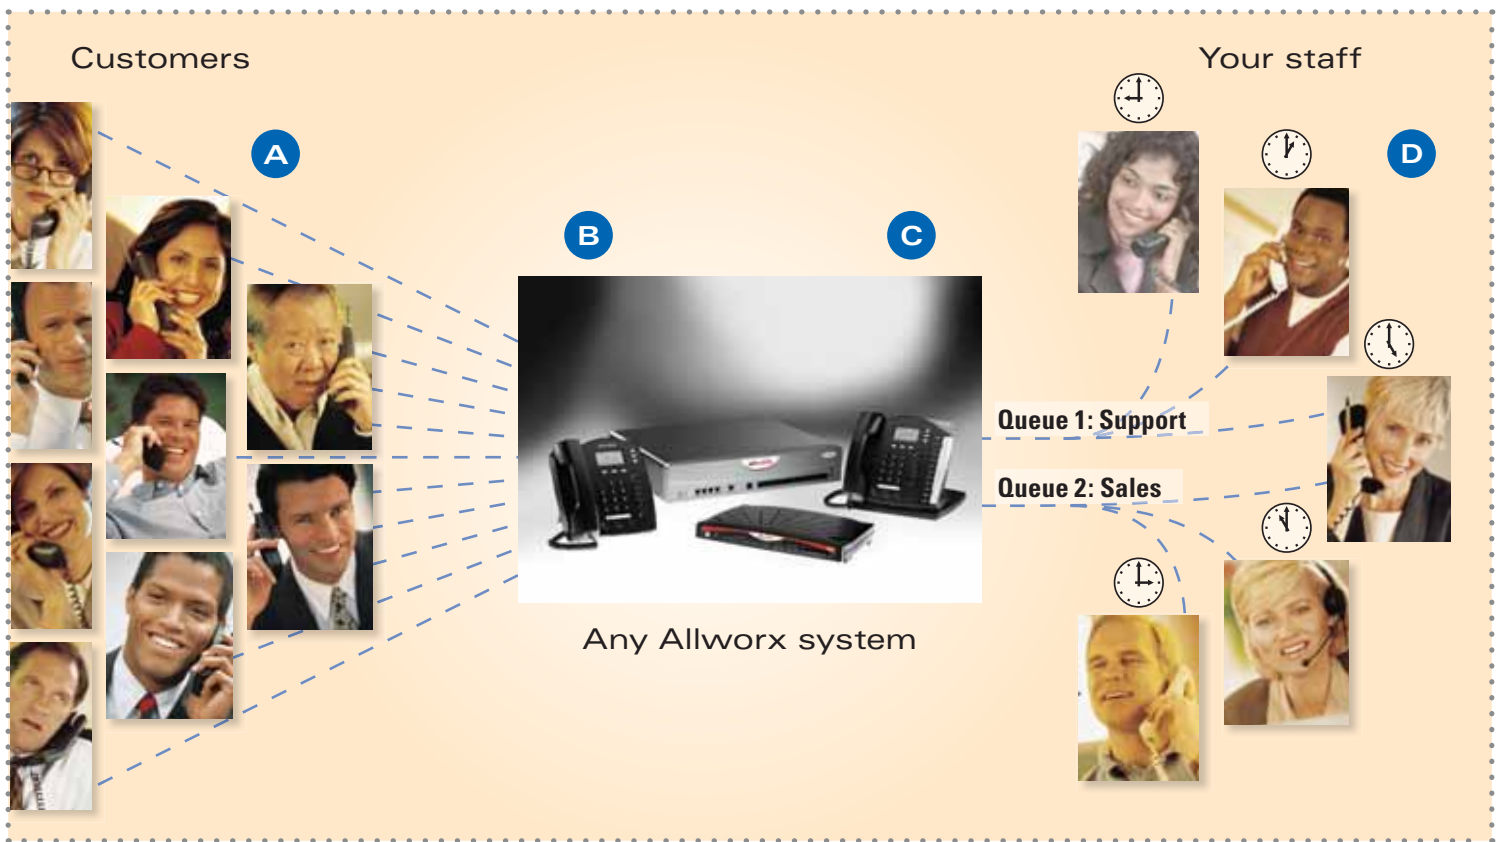 Customers
Your staff
A
D
B
C
Queue 1: Support
Queue 2: Sales
Any Allworx system